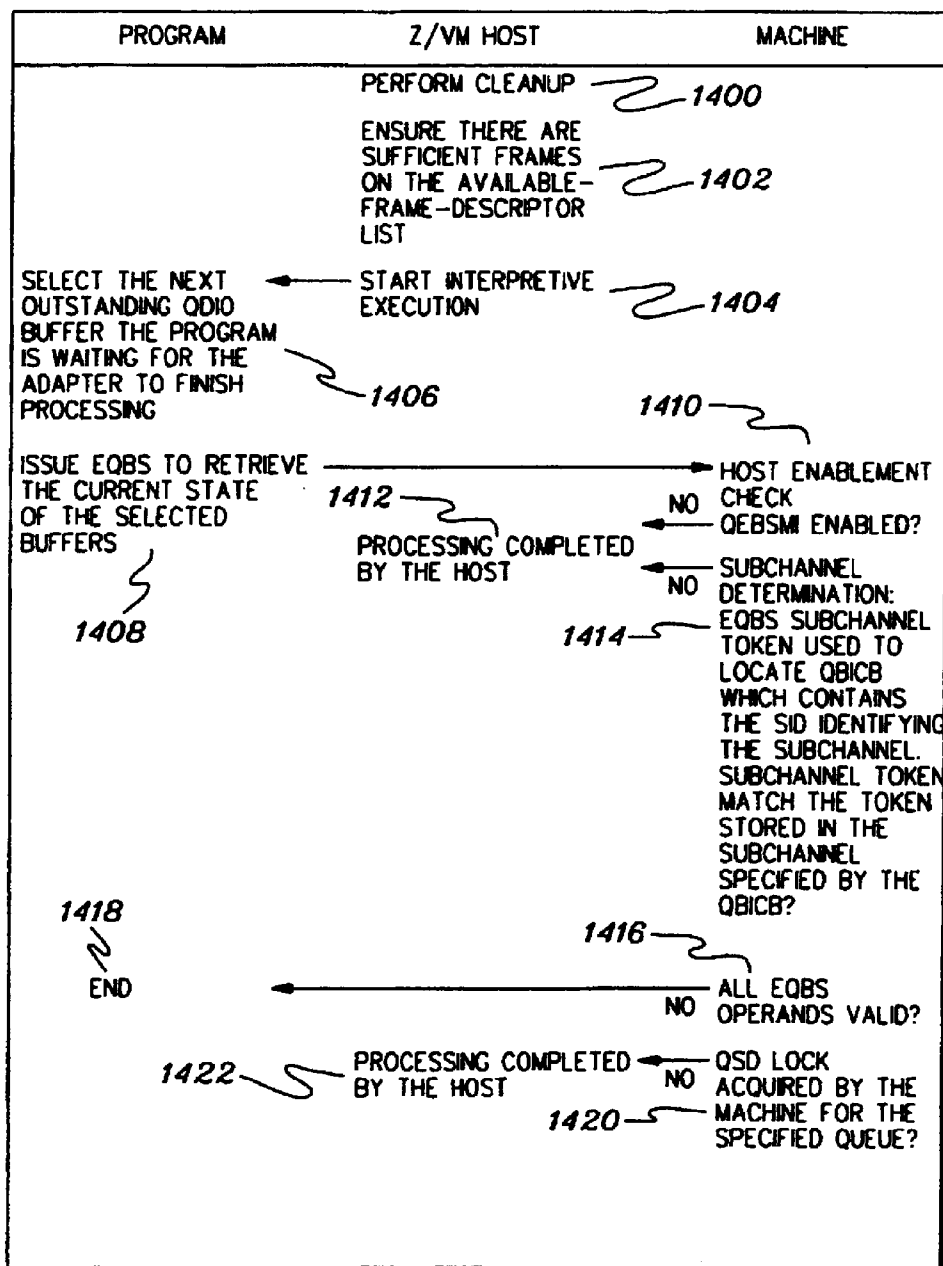 PROGRAM Z/VM HOST MACHINE
PERFORM CLEANUP
1400
ENSURE THERE ARE
SUFFICIENT FRAMES
ON THE AVAILABLE-
FRAME-DESCRIPTOR
LIST
1402
START INTERPRETIVE
EXECUTION
1404
SELECT THE NEXT
OUTSTANDING QDIO
BUFFER THE PROGRAM
IS WAITING FOR THE
ADAPTER TO FINISH
PROCESSING
1406
ISSUE EQBS TO RETRIEVE
THE CURRENT STATE
OF THE SELECTED
BUFFERS
1408
1410
HOST ENABLEMENT
CHECK
QEBSMI ENABLED?
NO
1412
PROCESSING COMPLETED
BY THE HOST
NO
SUBCHANNEL
DETERMINATION:
EQBS SUBCHANNEL
TOKEN USED TO
LOCATE QBICB
WHICH CONTAINS
THE SID IDENTIFYING
THE SUBCHANNEL.
SUBCHANNEL TOKEN
MATCH THE TOKEN
STORED IN THE
SUBCHANNEL
SPECIFIED BY THE
QBICB?
1414
1416
ALL EQBS
OPERANDS VALID?
NO
1418
END
QSD LOCK
ACQUIRED BY THE
MACHINE FOR THE
SPECIFIED QUEUE?
1420
NO
PROCESSING COMPLETED
BY THE HOST
1422